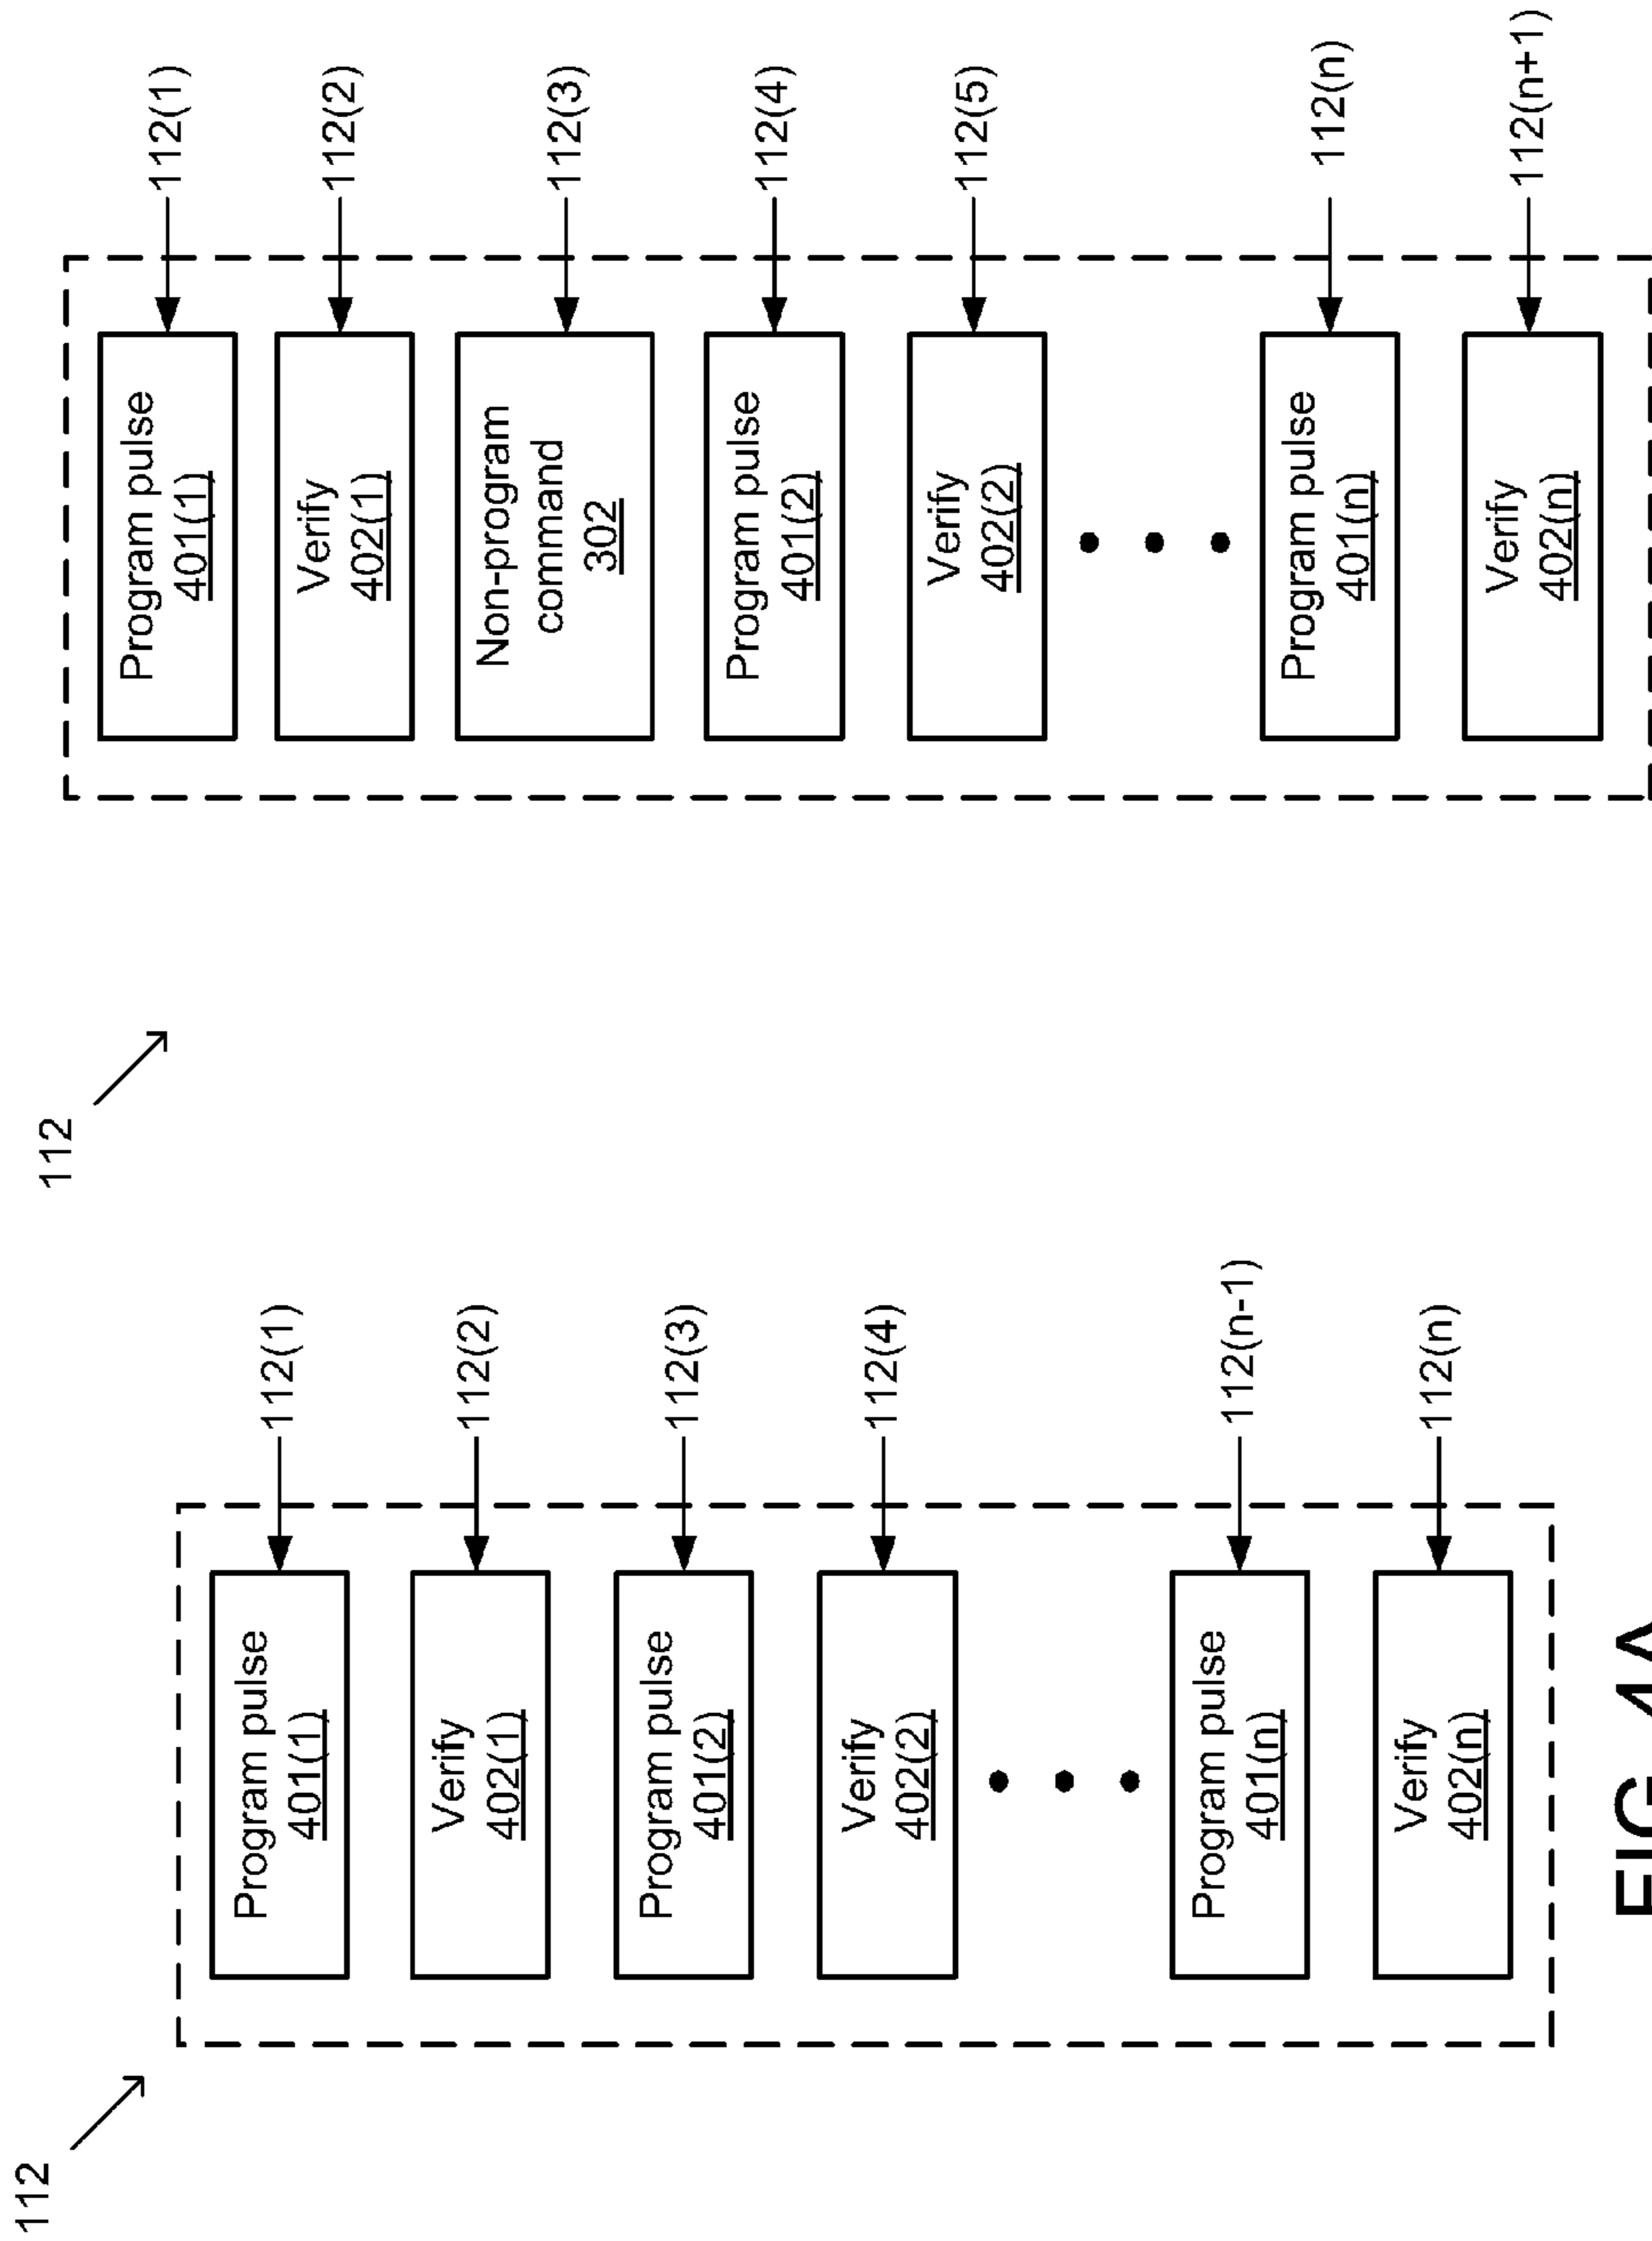 112
Program pulse
401(1)
112(1)
Verify
402(1)
112(2)
Program pulse
401(2)
112(3)
Verify
402(2)
112(4)
Program pulse
401(n)
112(n-1)
Verify
402(n)
112(n)
112
Program pulse
401(1)
112(1)
Verify
402(1)
112(2)
Non-program
command
302
112(3)
Program pulse
401(2)
112(4)
Verify
402(2)
112(5)
Program pulse
401(n)
112(n)
Verify
402(n)
112(n+1)
FIG 4A